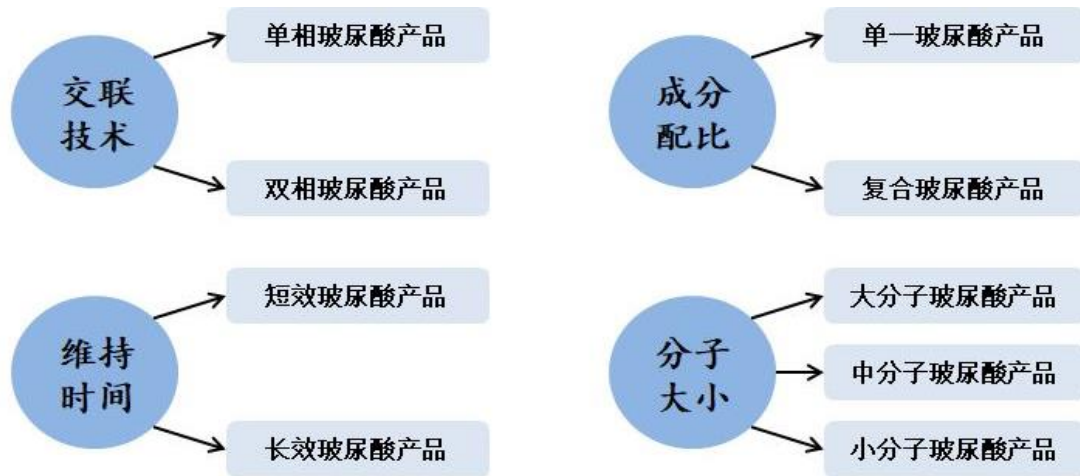 交联
技术
单相玻尿酸产品
双相玻尿酸产品
成分
配比
单一玻尿酸产品
复合玻尿酸产品
维持
时间
短效玻尿酸产品
长效玻尿酸产品
分子
大小
大分子玻尿酸产品
中分子玻尿酸产品
小分子玻尿酸产品